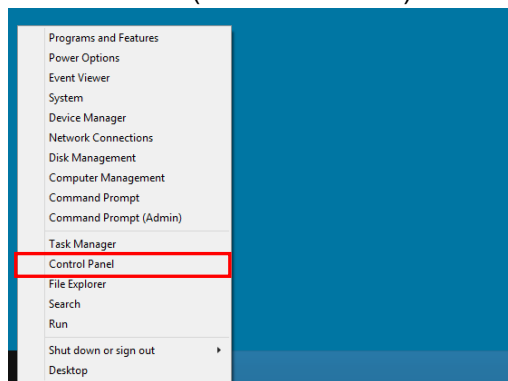 Programs and Features
Power Options
Event Viewer
System
Device Manager
Network Connections
Disk Management
Computer Management
Command Prompt
Command Prompt (Admin)
Task Manager
Control Panel
File Explorer
Search
Run
Shut down or sign out
Desktop